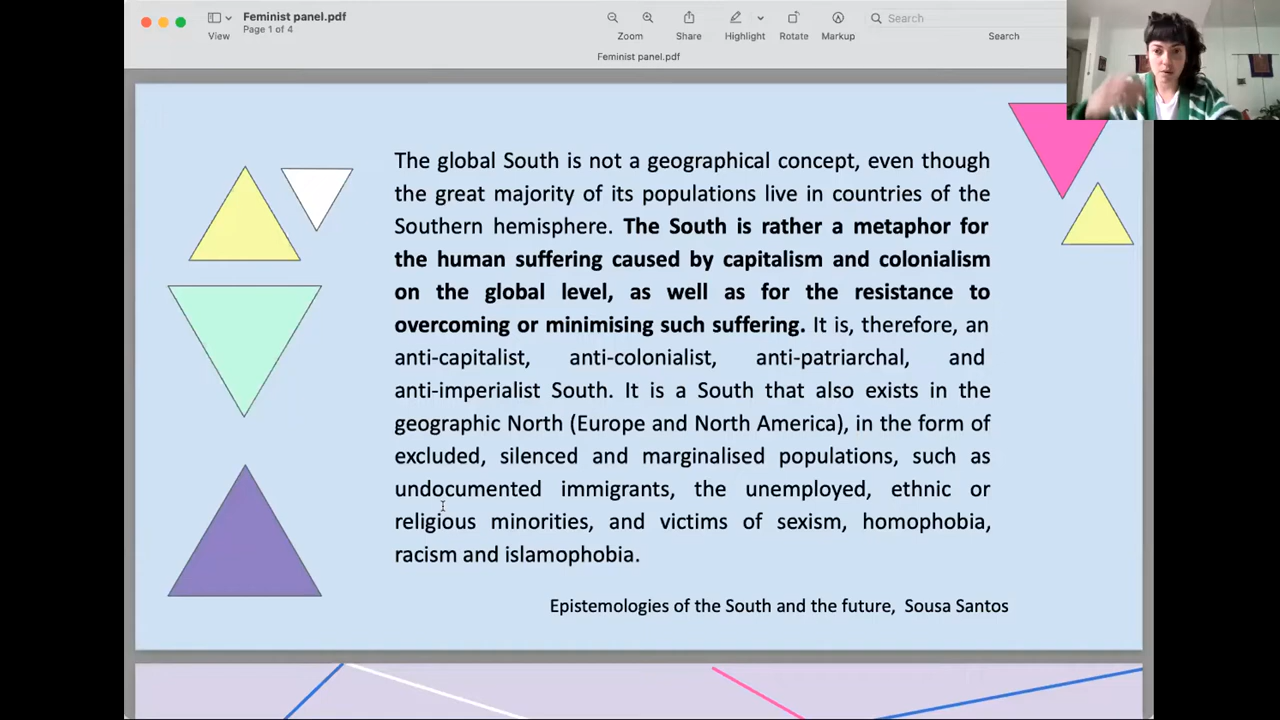 Feminist panel.pdf
Page 1 of 4
View
Zoom
Share
Highlight
Rotate
Markup
Search
Search
Feminist panel.pdf
The global South is not a geographical concept, even though
the great majority of its populations live in countries of the
Southern hemisphere. The South is rather a metaphor for
the human suffering caused by capitalism and colonialism
on the global level, as well as for the resistance to
overcoming or minimising such suffering. It is, therefore, an
anti-capitalist, anti-colonialist, anti-patriarchal, and
anti-imperialist South. It is a South that also exists in the
geographic North (Europe and North America), in the form of
excluded, silenced and marginalised populations, such as
undocumented immigrants, the unemployed, ethnic or
religious minorities, and victims of sexism, homophobia,
racism and islamophobia.
Epistemologies of the South and the future, Sousa Santos